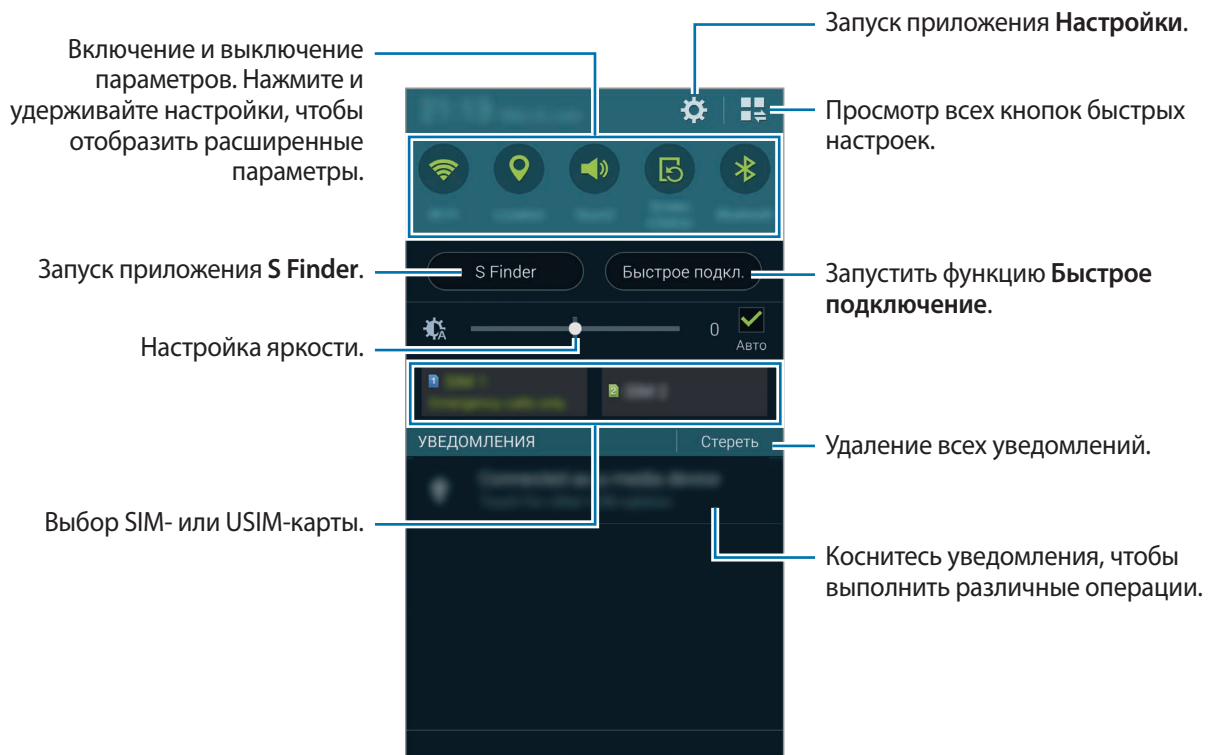 Запуск приложения Настройки.
Включение и выключение
параметров. Нажмите и
удерживайте настройки, чтобы
отобразить расширенные
параметры.
Просмотр всех кнопок быстрых
настроек.
Запуск приложения S Finder.
S Finder
Быстрое подкл.
Запустить функцию Быстрое
подключение.
Настройка яркости.
0
Авто
1
2
УВЕДОМЛЕНИЯ
Стереть
Удаление всех уведомлений.
Выбор SIM- или USIM-карты.
Коснитесь уведомления, чтобы
выполнить различные операции.